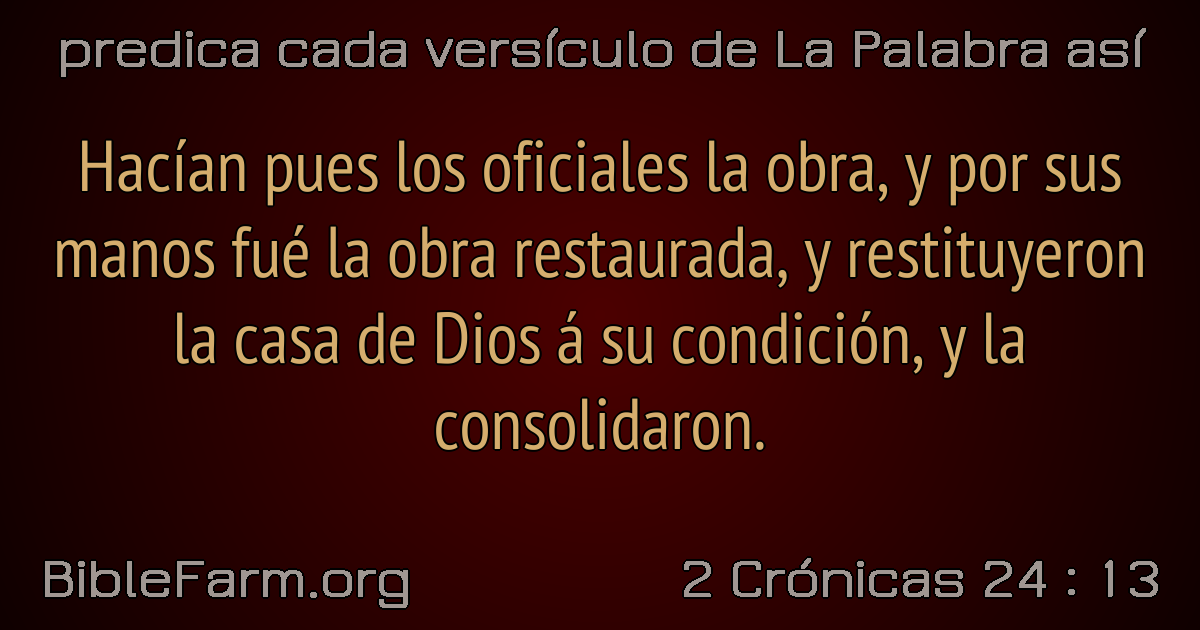 predica cada versículo de La Palabra así
Hacían pues los oficiales la obra, y por sus
manos fué la obra restaurada, y restituyeron
la casa de Dios á su condición, y la
consolidaron.
BibleFarm.org
2 Crónicas 24 : 13